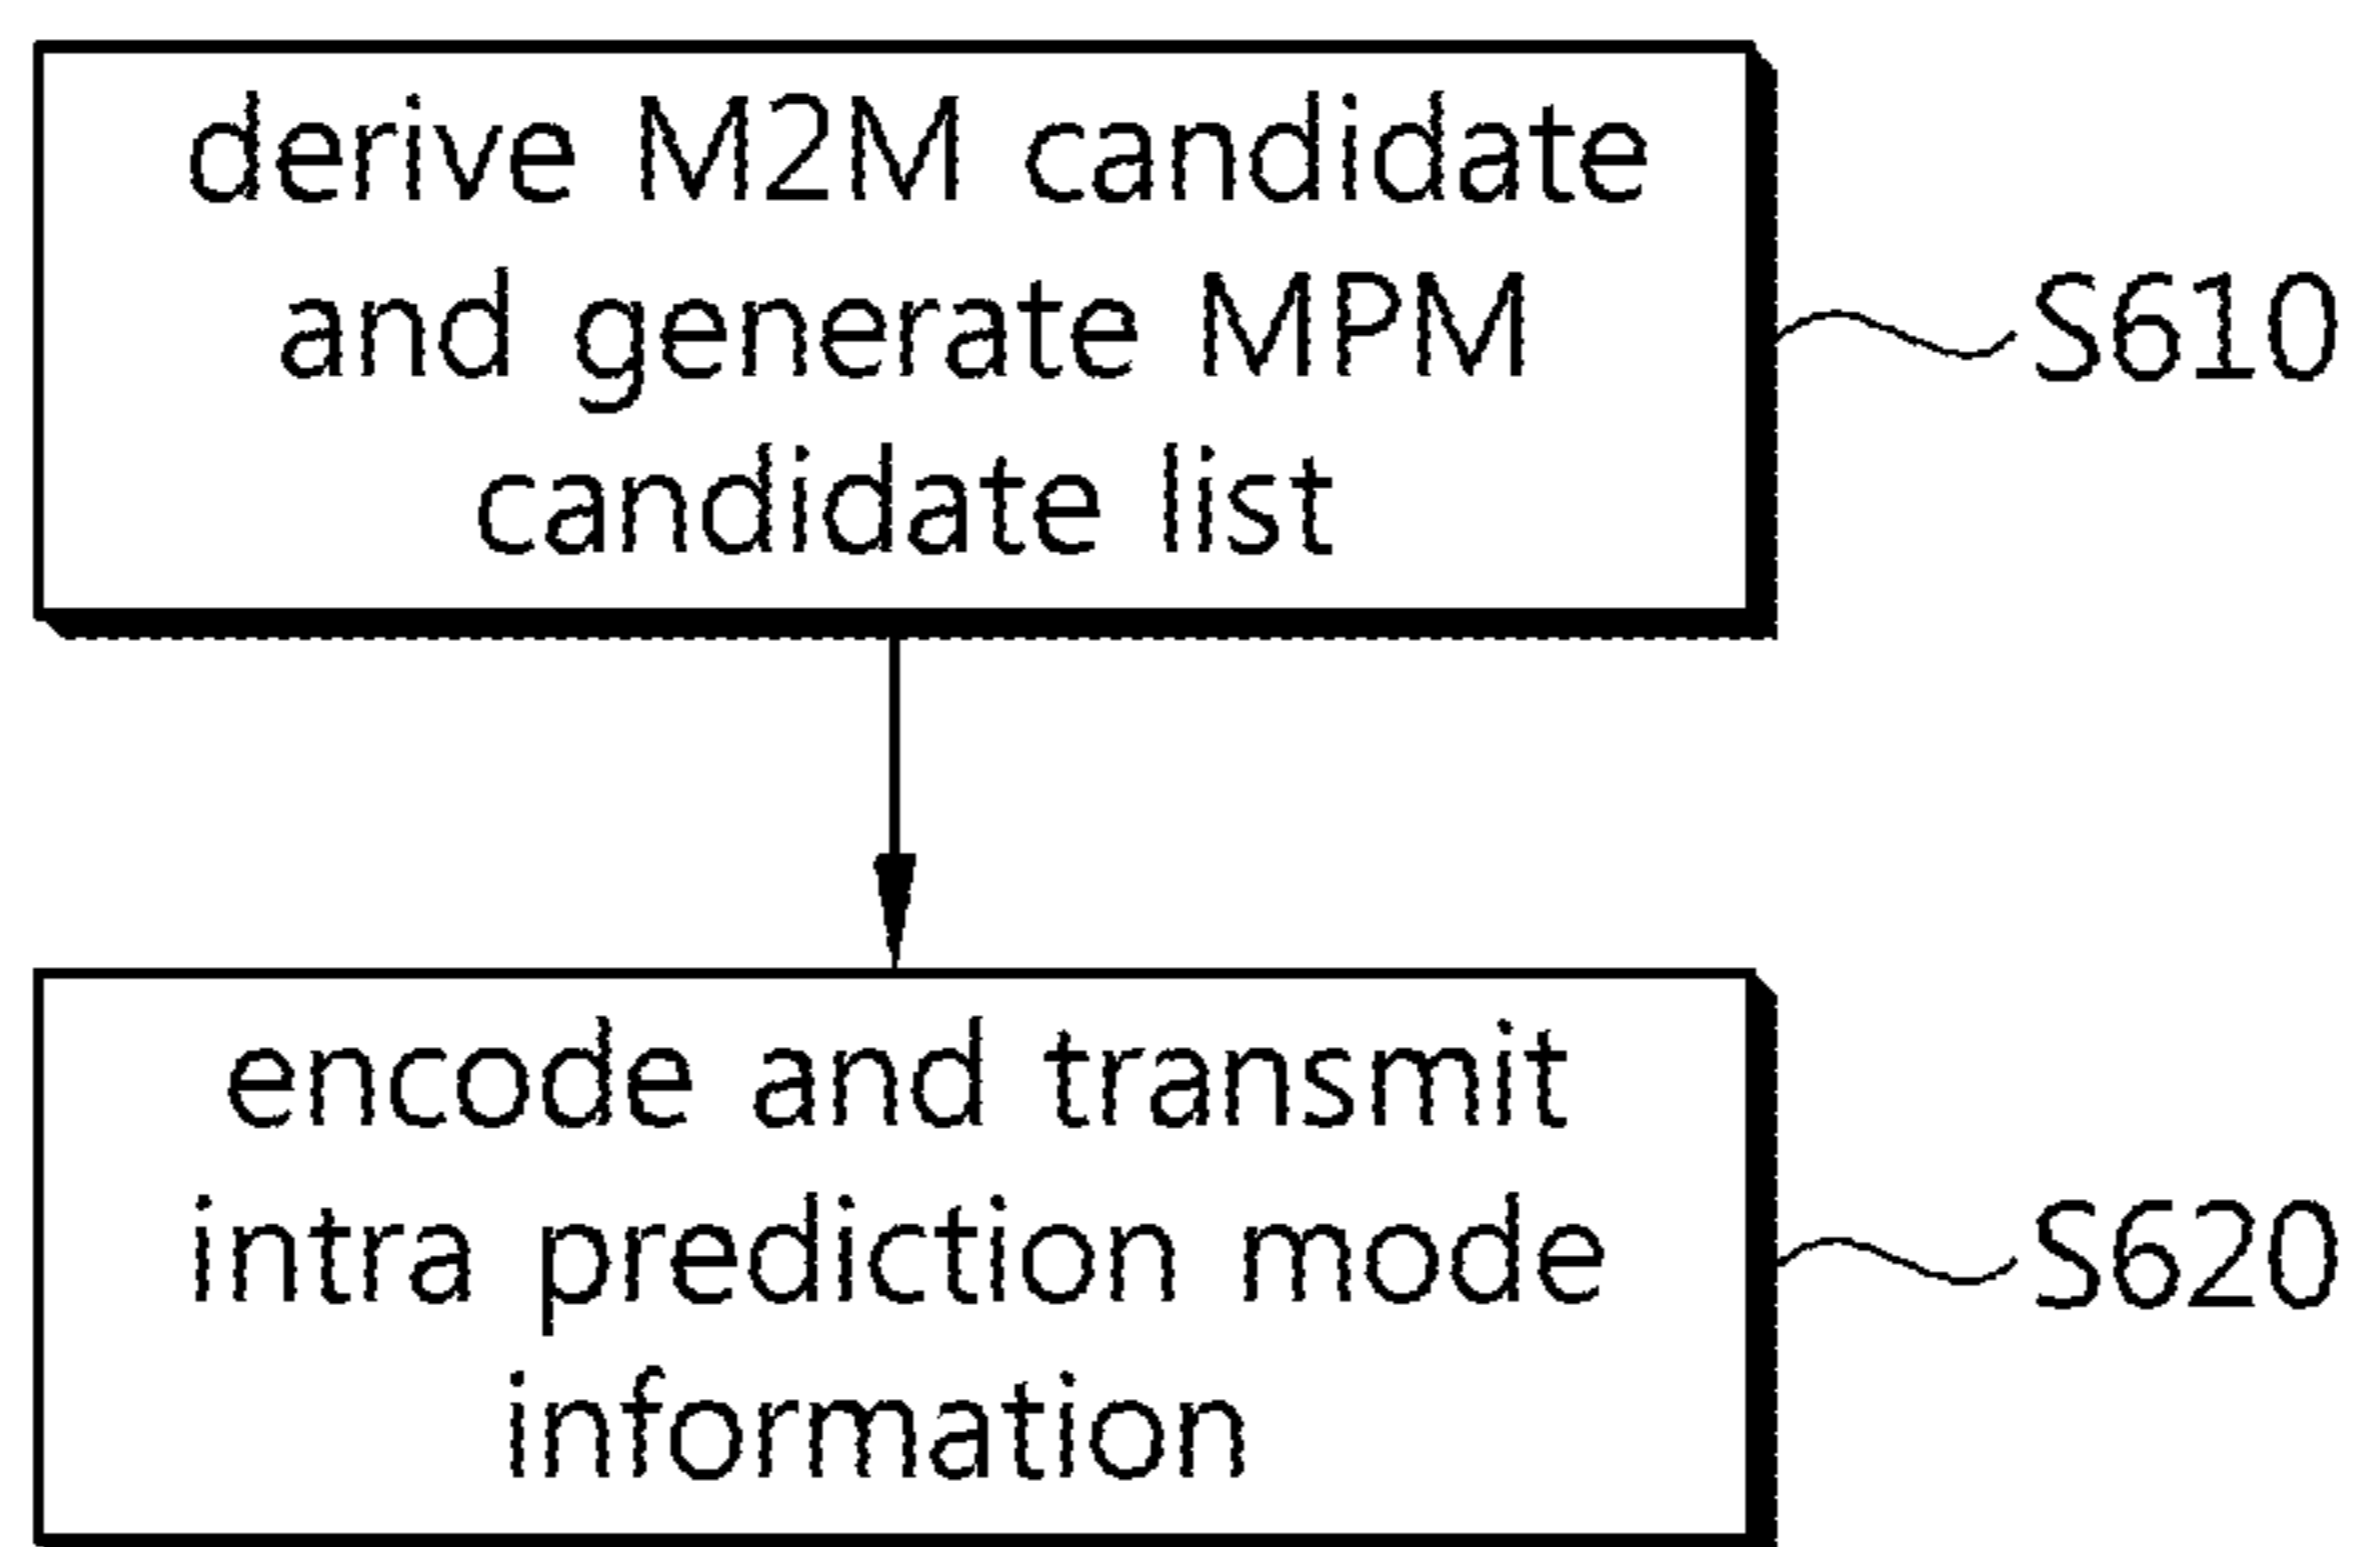 derive M2M candidate
and generate MPM
candidate list
S610
encode and transmit
intra prediction mode
information
S620